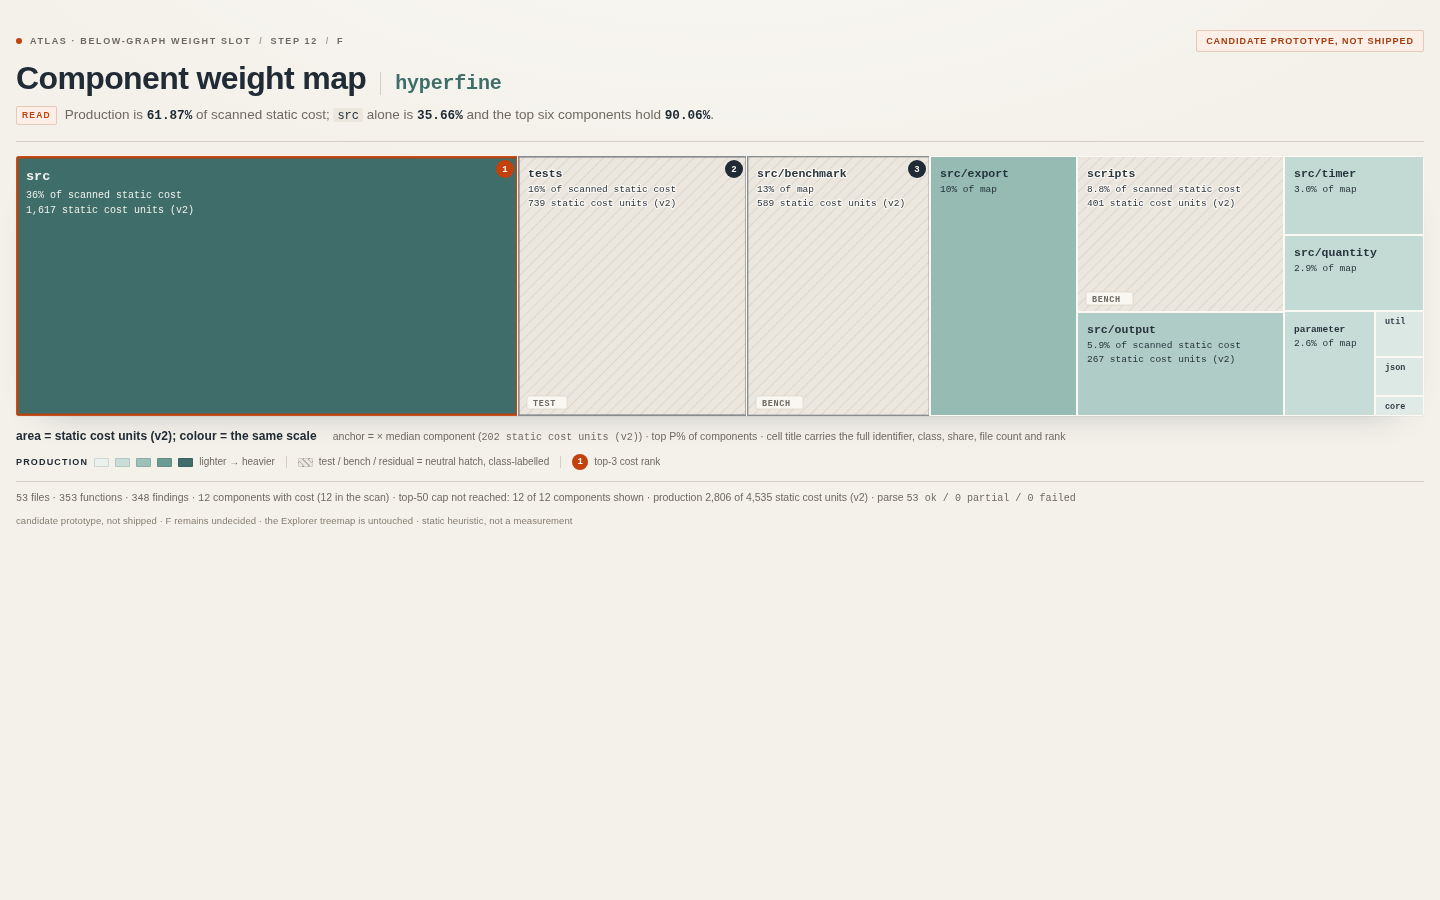 ATLAS · BELOW-GRAPH WEIGHT SLOT / STEP 12 / F
CANDIDATE PROTOTYPE, NOT SHIPPED
Component weight map | hyperfine
READ Production is 61.87% of scanned static cost; src alone is 35.66% and the top six components hold 90.06%.
src
1
36% of scanned static cost
1,617 static cost units (v2)
tests
2
16% of scanned static cost
739 static cost units (v2)
TEST
src/benchmark
3
13% of map
589 static cost units (v2)
BENCH
src/export
10% of map
scripts
8.8% of scanned static cost
401 static cost units (v2)
BENCH
src/output
5.9% of scanned static cost
267 static cost units (v2)
src/timer
3.0% of map
src/quantity
2.9% of map
parameter
2.6% of map
util
json
core
area = static cost units (v2); colour = the same scale anchor = × median component (202 static cost units (v2)) · top P% of components · cell title carries the full identifier, class, share, file count and rank
PRODUCTION lighter → heavier test / bench / residual = neutral hatch, class-labelled 1 top-3 cost rank
53 files · 353 functions · 348 findings · 12 components with cost (12 in the scan) · top-50 cap not reached: 12 of 12 components shown · production 2,806 of 4,535 static cost units (v2) · parse 53 ok / 0 partial / 0 failed
candidate prototype, not shipped · F remains undecided · the Explorer treemap is untouched · static heuristic, not a measurement